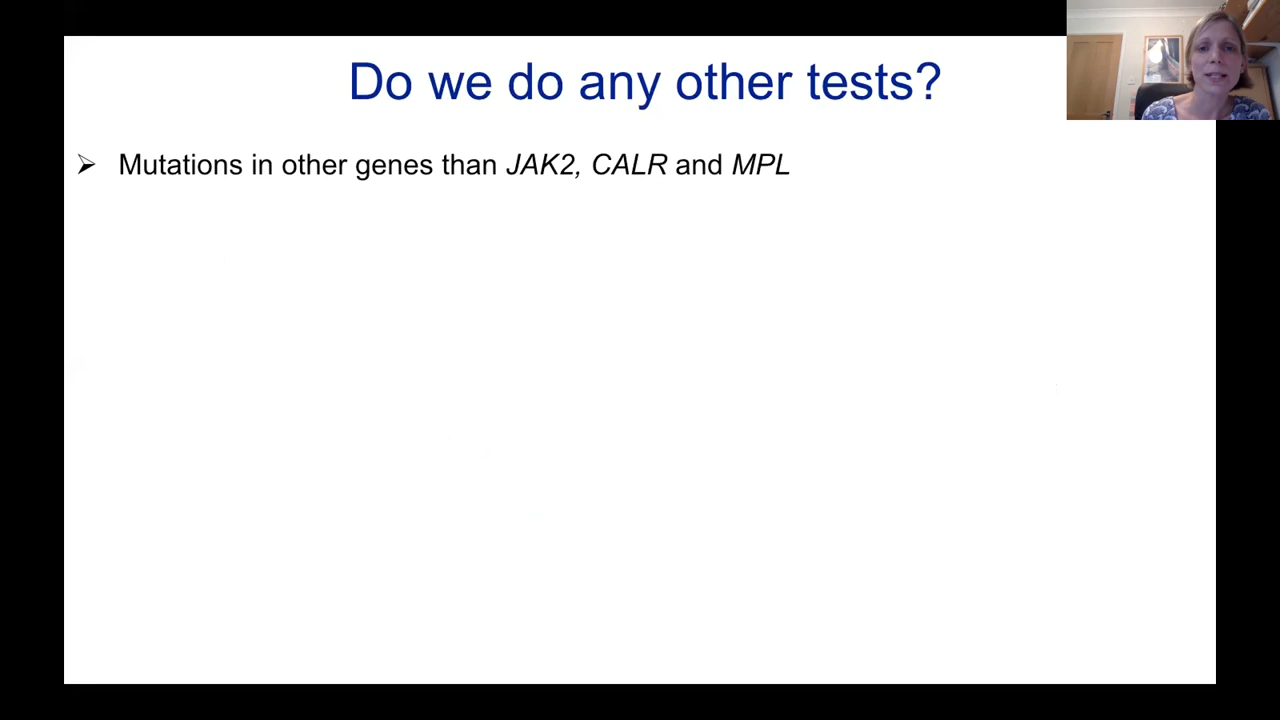 Do we do any other tests?
Mutations in other genes than JAK2, CALR and MPL